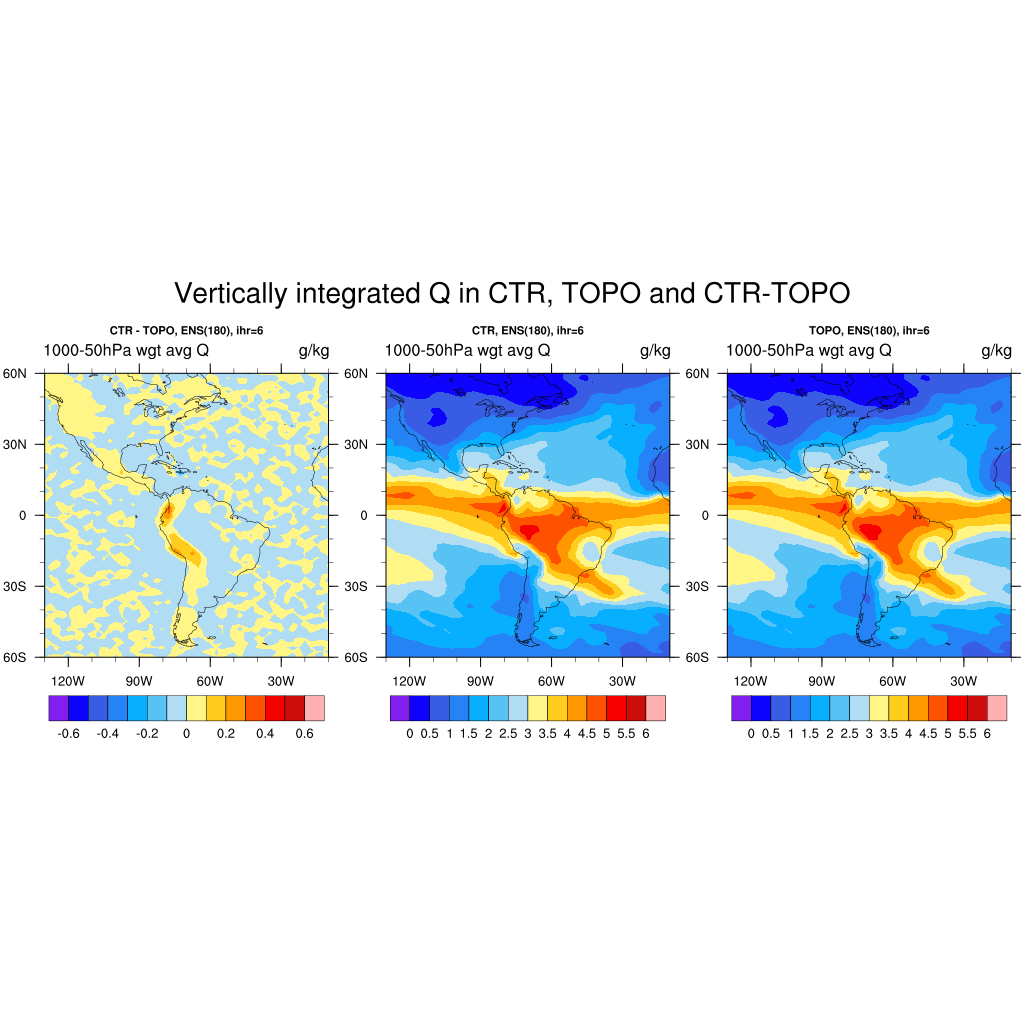 Vertically integrated Q in CTR, TOPO and CTR-TOPO
CTR - TOPO, ENS(180), ihr=6
1000-50hPa wgt avg Q g/kg
60N
30N
0
30S
60S
120W 90W 60W 30W
-0.6 -0.4 -0.2 0 0.2 0.4 0.6
CTR, ENS(180), ihr=6
1000-50hPa wgt avg Q g/kg
60N
30N
0
30S
60S
120W 90W 60W 30W
0 0.5 1 1.5 2 2.5 3 3.5 4 4.5 5 5.5 6
TOPO, ENS(180), ihr=6
1000-50hPa wgt avg Q g/kg
60N
30N
0
30S
60S
120W 90W 60W 30W
0 0.5 1 1.5 2 2.5 3 3.5 4 4.5 5 5.5 6